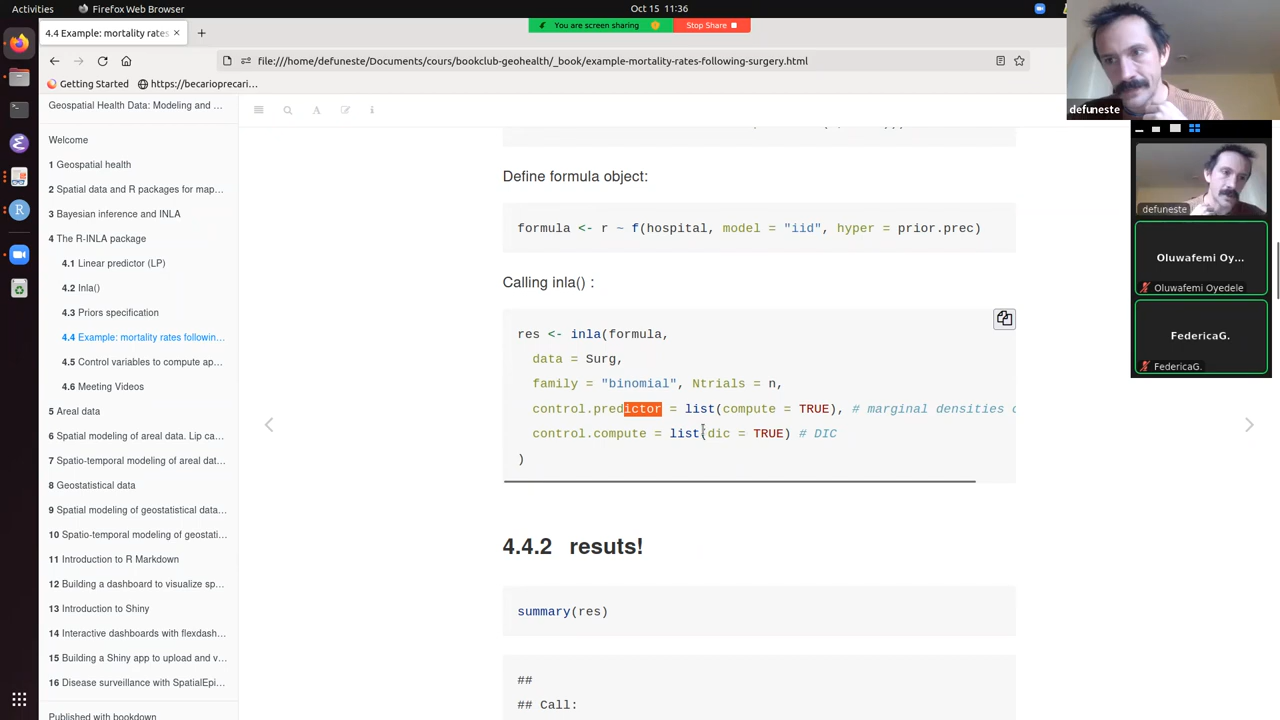 Activities
Firefox Web Browser
Oct 15 11:36
4.4 Example: mortality rates
You are screen sharing
Stop Share
file:///home/defuneste/Documents/cours/bookclub-geohealth/_book/example-mortality-rates-following-surgery.html
Getting Started
https://becarioprecari...
Geospatial Health Data: Modeling and ...
Welcome
1 Geospatial health
2 Spatial data and R packages for map...
3 Bayesian inference and INLA
4 The R-INLA package
4.1 Linear predictor (LP)
4.2 Inla()
4.3 Priors specification
4.4 Example: mortality rates followin...
4.5 Control variables to compute ap...
4.6 Meeting Videos
5 Areal data
6 Spatial modeling of areal data. Lip ca...
7 Spatio-temporal modeling of areal dat...
8 Geostatistical data
9 Spatial modeling of geostatistical data...
10 Spatio-temporal modeling of geostati...
11 Introduction to R Markdown
12 Building a dashboard to visualize sp...
13 Introduction to Shiny
14 Interactive dashboards with flexdash...
15 Building a Shiny app to upload and v...
16 Disease surveillance with SpatialEpi...
Published with bookdown
Define formula object:
formula <- r ~ f(hospital, model = "iid", hyper = prior.prec)
Calling inla() :
res <- inla(formula,
data = Surg,
family = "binomial", Ntrials = n,
control.predictor = list(compute = TRUE), # marginal densities
control.compute = list(dic = TRUE) # DIC
)
4.4.2 resuts!
summary(res)
##
## Call:
defuneste
defuneste
Oluwafemi Oy...
Oluwafemi Oyedele
FedericaG.
FedericaG.